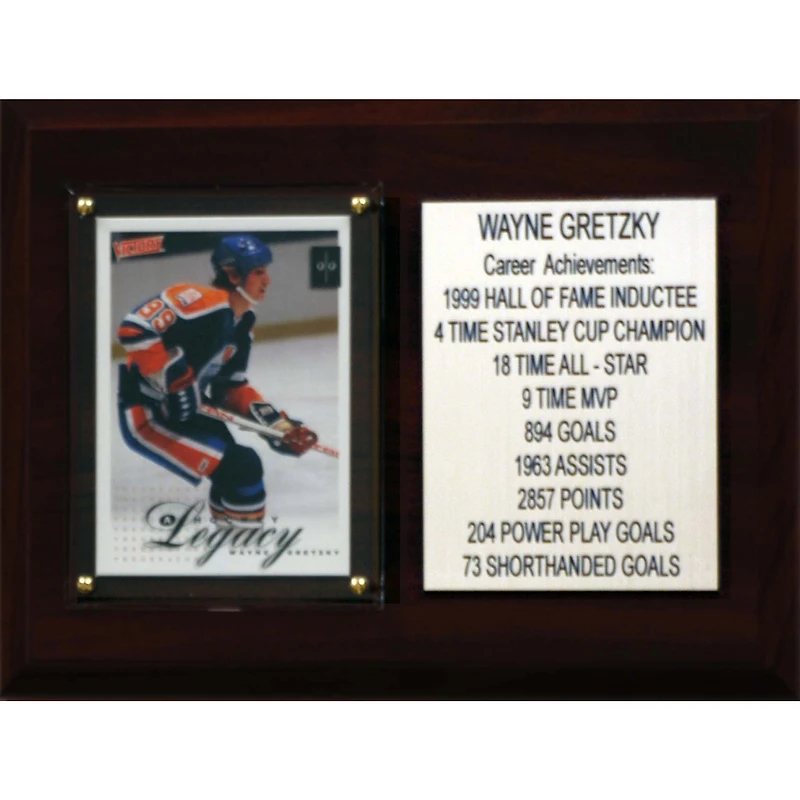 VICTORY
99
A HOCKEY
Legacy
WAYNE GRETZKY
WAYNE GRETZKY
Career Achievements:
1999 HALL OF FAME INDUCTEE
4 TIME STANLEY CUP CHAMPION
18 TIME ALL - STAR
9 TIME MVP
894 GOALS
1963 ASSISTS
2857 POINTS
204 POWER PLAY GOALS
73 SHORTHANDED GOALS